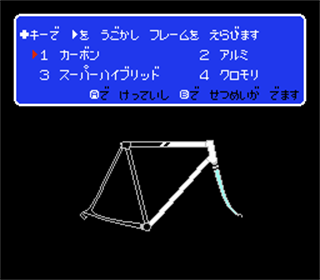 ✚キーで ▶を うごかし フレームを えらびます
▶1 カーボン 2 アルミ
3 スーパーハイブリッド 4 クロモリ
Ⓐで けっていし Ⓑで せつめいが でます